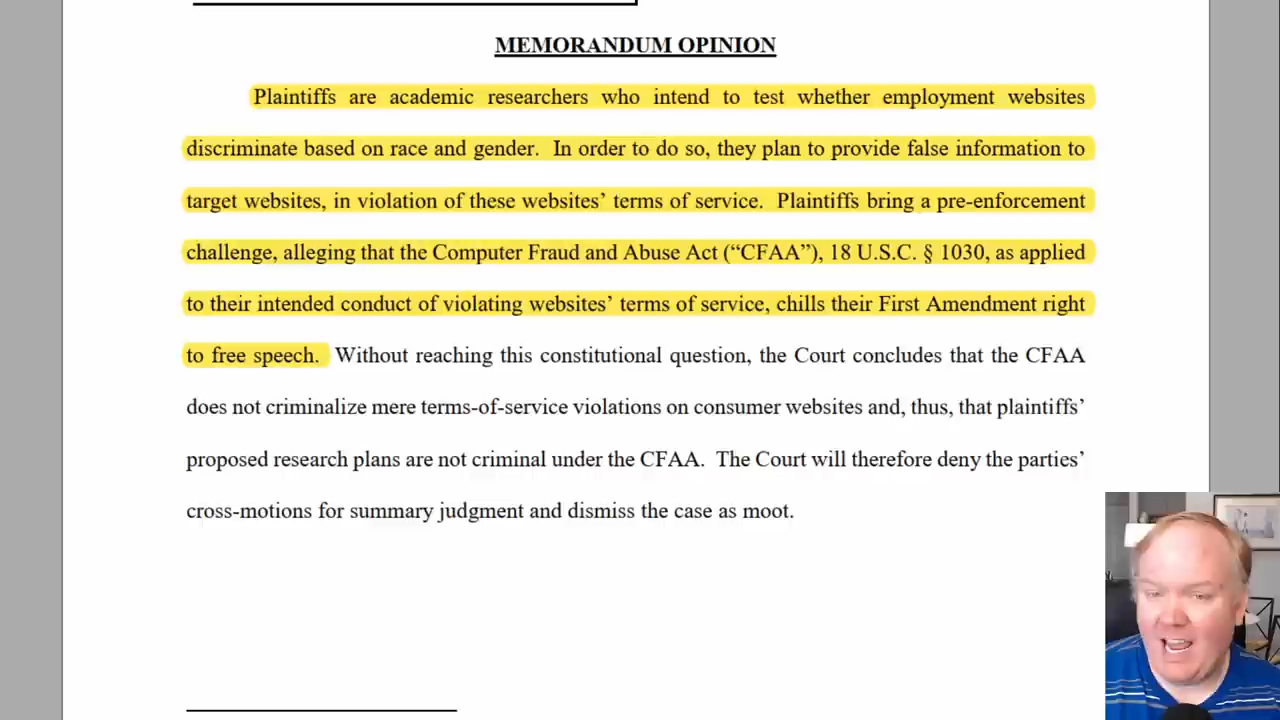 MEMORANDUM OPINION
Plaintiffs are academic researchers who intend to test whether employment websites
discriminate based on race and gender. In order to do so, they plan to provide false information to
target websites, in violation of these websites’ terms of service. Plaintiffs bring a pre-enforcement
challenge, alleging that the Computer Fraud and Abuse Act (“CFAA”), 18 U.S.C. § 1030, as applied
to their intended conduct of violating websites’ terms of service, chills their First Amendment right
to free speech. Without reaching this constitutional question, the Court concludes that the CFAA
does not criminalize mere terms-of-service violations on consumer websites and, thus, that plaintiffs’
proposed research plans are not criminal under the CFAA. The Court will therefore deny the parties’
cross-motions for summary judgment and dismiss the case as moot.